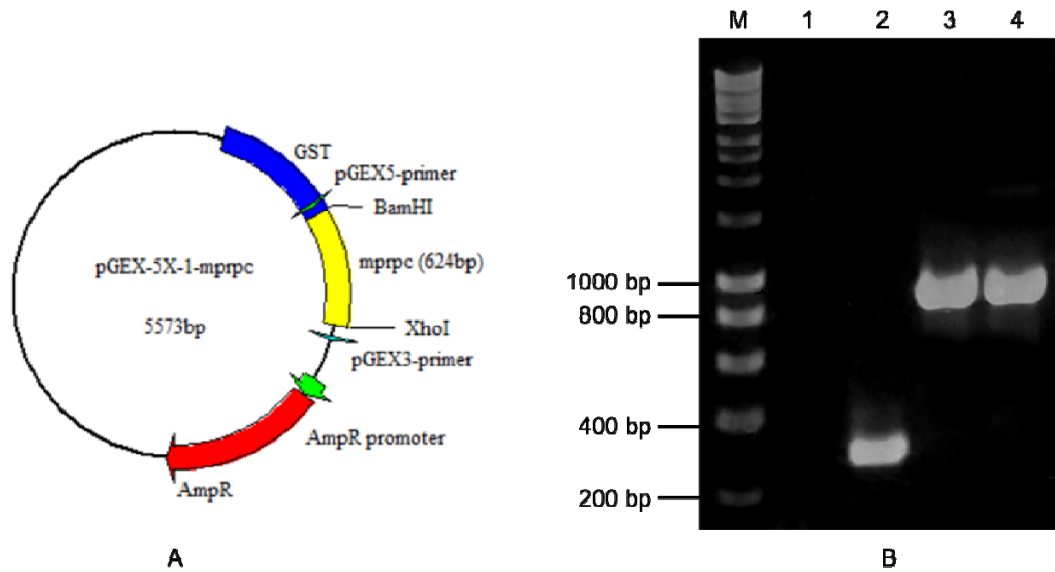 GST
pGEX5-primer
BamHI
pGEX-5X-1-mprpc
mprpc (624bp)
5573bp
XhoI
pGEX3-primer
AmpR promoter
AmpR
A
M 1 2 3 4
1000 bp
800 bp
400 bp
200 bp
B